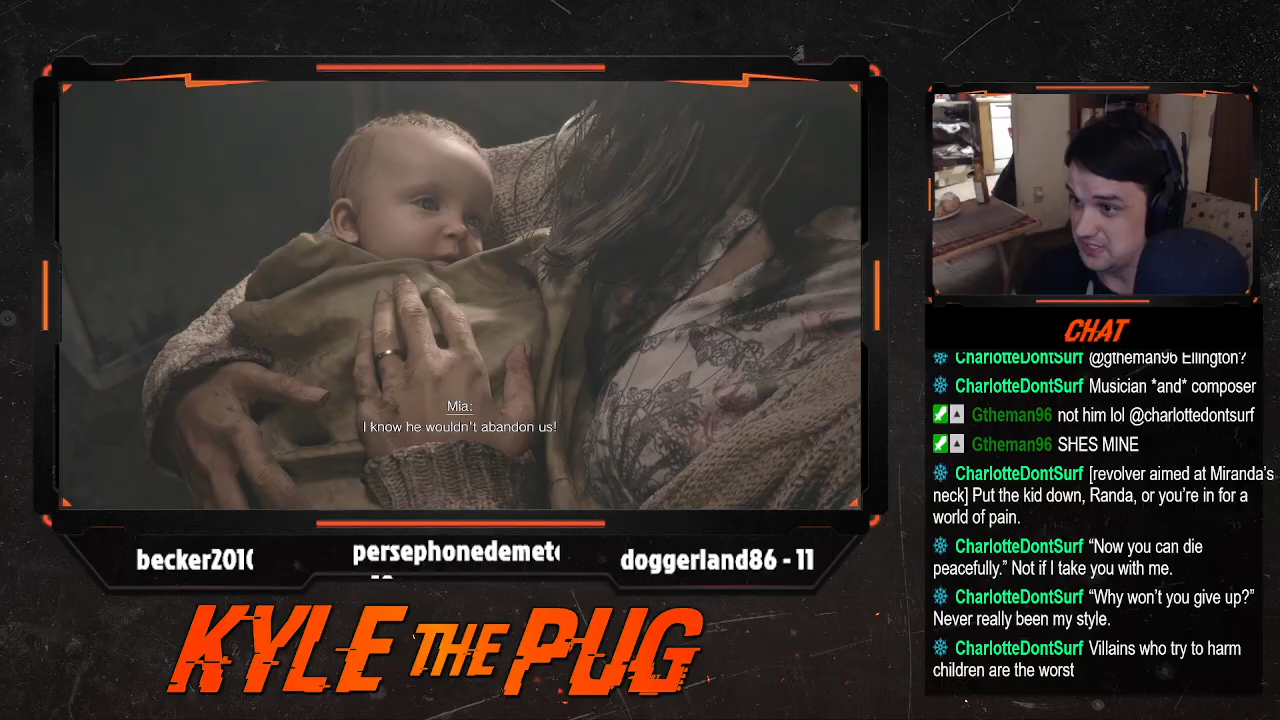 Mia:
I know he wouldn't abandon us!
becker201
persephonedemet
doggerland86 - 11
KYLE THE PUG
CHAT
CharlotteDontSurf @gtheman96 Ellington?
CharlotteDontSurf Musician *and* composer
Gtheman96 not him lol @charlottedontsurf
Gtheman96 SHES MINE
CharlotteDontSurf [revolver aimed at Miranda's
neck] Put the kid down, Randa, or you're in for a
world of pain.
CharlotteDontSurf “Now you can die
peacefully.” Not if I take you with me.
CharlotteDontSurf “Why won't you give up?”
Never really been my style.
CharlotteDontSurf Villains who try to harm
children are the worst